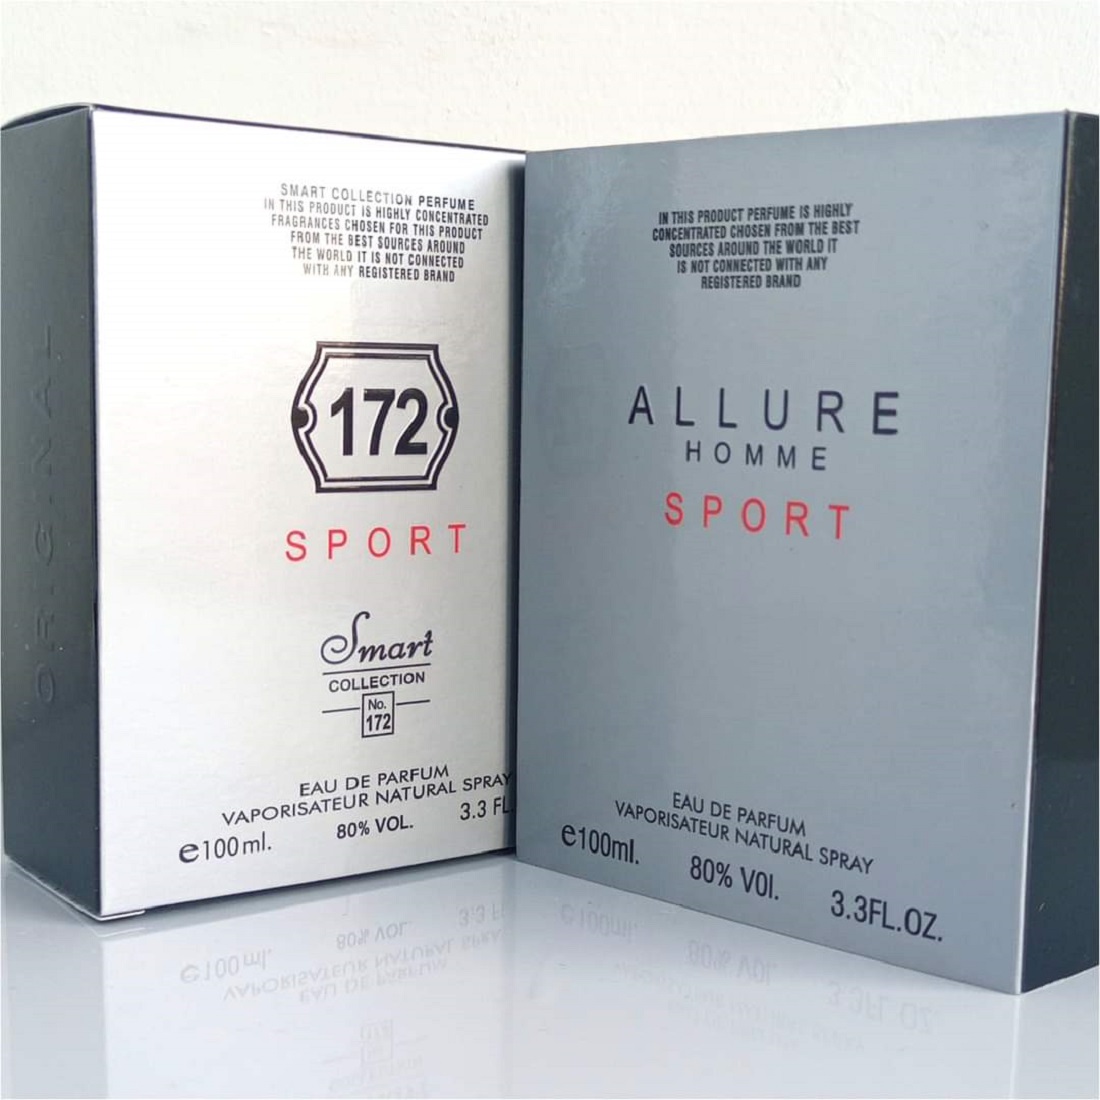 ORIGINAL
SMART COLLECTION PERFUME
IN THIS PRODUCT IS HIGHLY CONCENTRATED
FRAGRANCES CHOSEN FOR THIS PRODUCT
FROM THE BEST SOURCES AROUND
THE WORLD IT IS NOT CONNECTED
WITH ANY REGISTERED BRAND
172
SPORT
Smart
COLLECTION
No.
172
EAU DE PARFUM
VAPORISATEUR NATURAL SPRAY
e100ml. 80% VOL. 3.3 FL
IN THIS PRODUCT PERFUME IS HIGHLY
CONCENTRATED CHOSEN FROM THE BEST
SOURCES AROUND THE WORLD IT
IS NOT CONNECTED WITH ANY
REGISTERED BRAND
ALLURE
HOMME
SPORT
EAU DE PARFUM
VAPORISATEUR NATURAL SPRAY
e100ml. 80% VOl. 3.3FL.OZ.